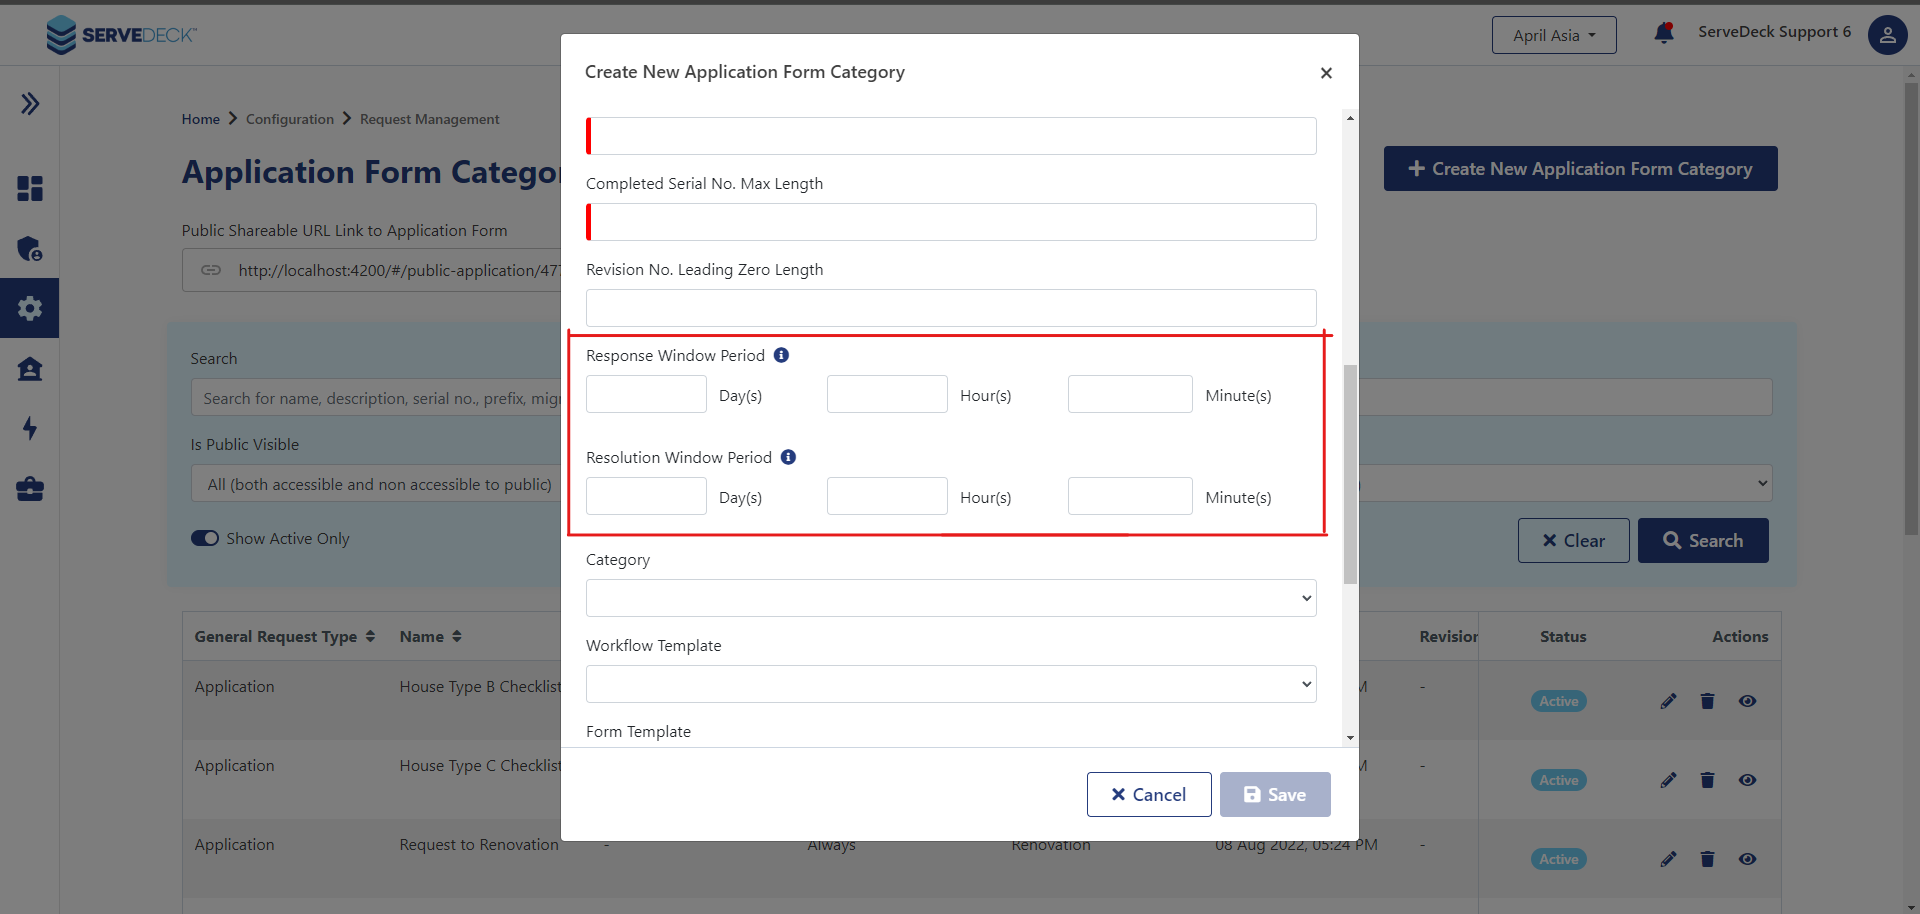 SERVEDECK
April Asia
ServeDeck Support 6
Create New Application Form Category
Home Configuration Request Management
Application Form Catego
Create New Application Form Category
Public Shareable URL Link to Application Form
http://localhost:4200/#/public-application/477
Completed Serial No. Max Length
Revision No. Leading Zero Length
Response Window Period
Day(s) Hour(s) Minute(s)
Resolution Window Period
Day(s) Hour(s) Minute(s)
Category
Workflow Template
Form Template
Cancel Save
Search
Search for name, description, serial no., prefix, mig
Is Public Visible
All (both accessible and non accessible to public)
Show Active Only
Clear Search
General Request Type Name Revision Status Actions
Application House Type B Checklist M - Active
Application House Type C Checklist M - Active
Application Request to Renovation - Always Renovation 08 Aug 2022, 05:24 PM - Active